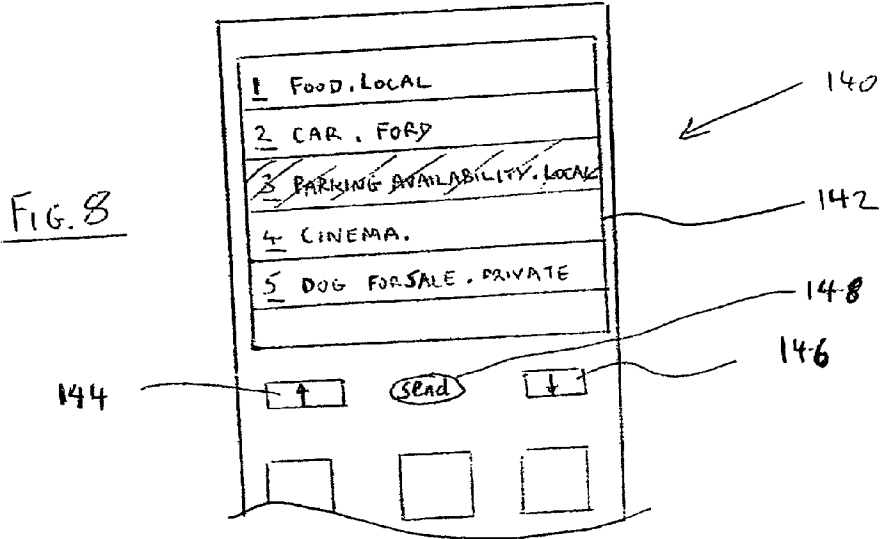 1 FOOD.LOCAL
2 CAR . FORD
3 PARKING AVAILABILITY.LOCAL
4 CINEMA.
5 DOG FORSALE . PRIVATE
↑ send ↓
FIG. 8
140
142
148
146
144